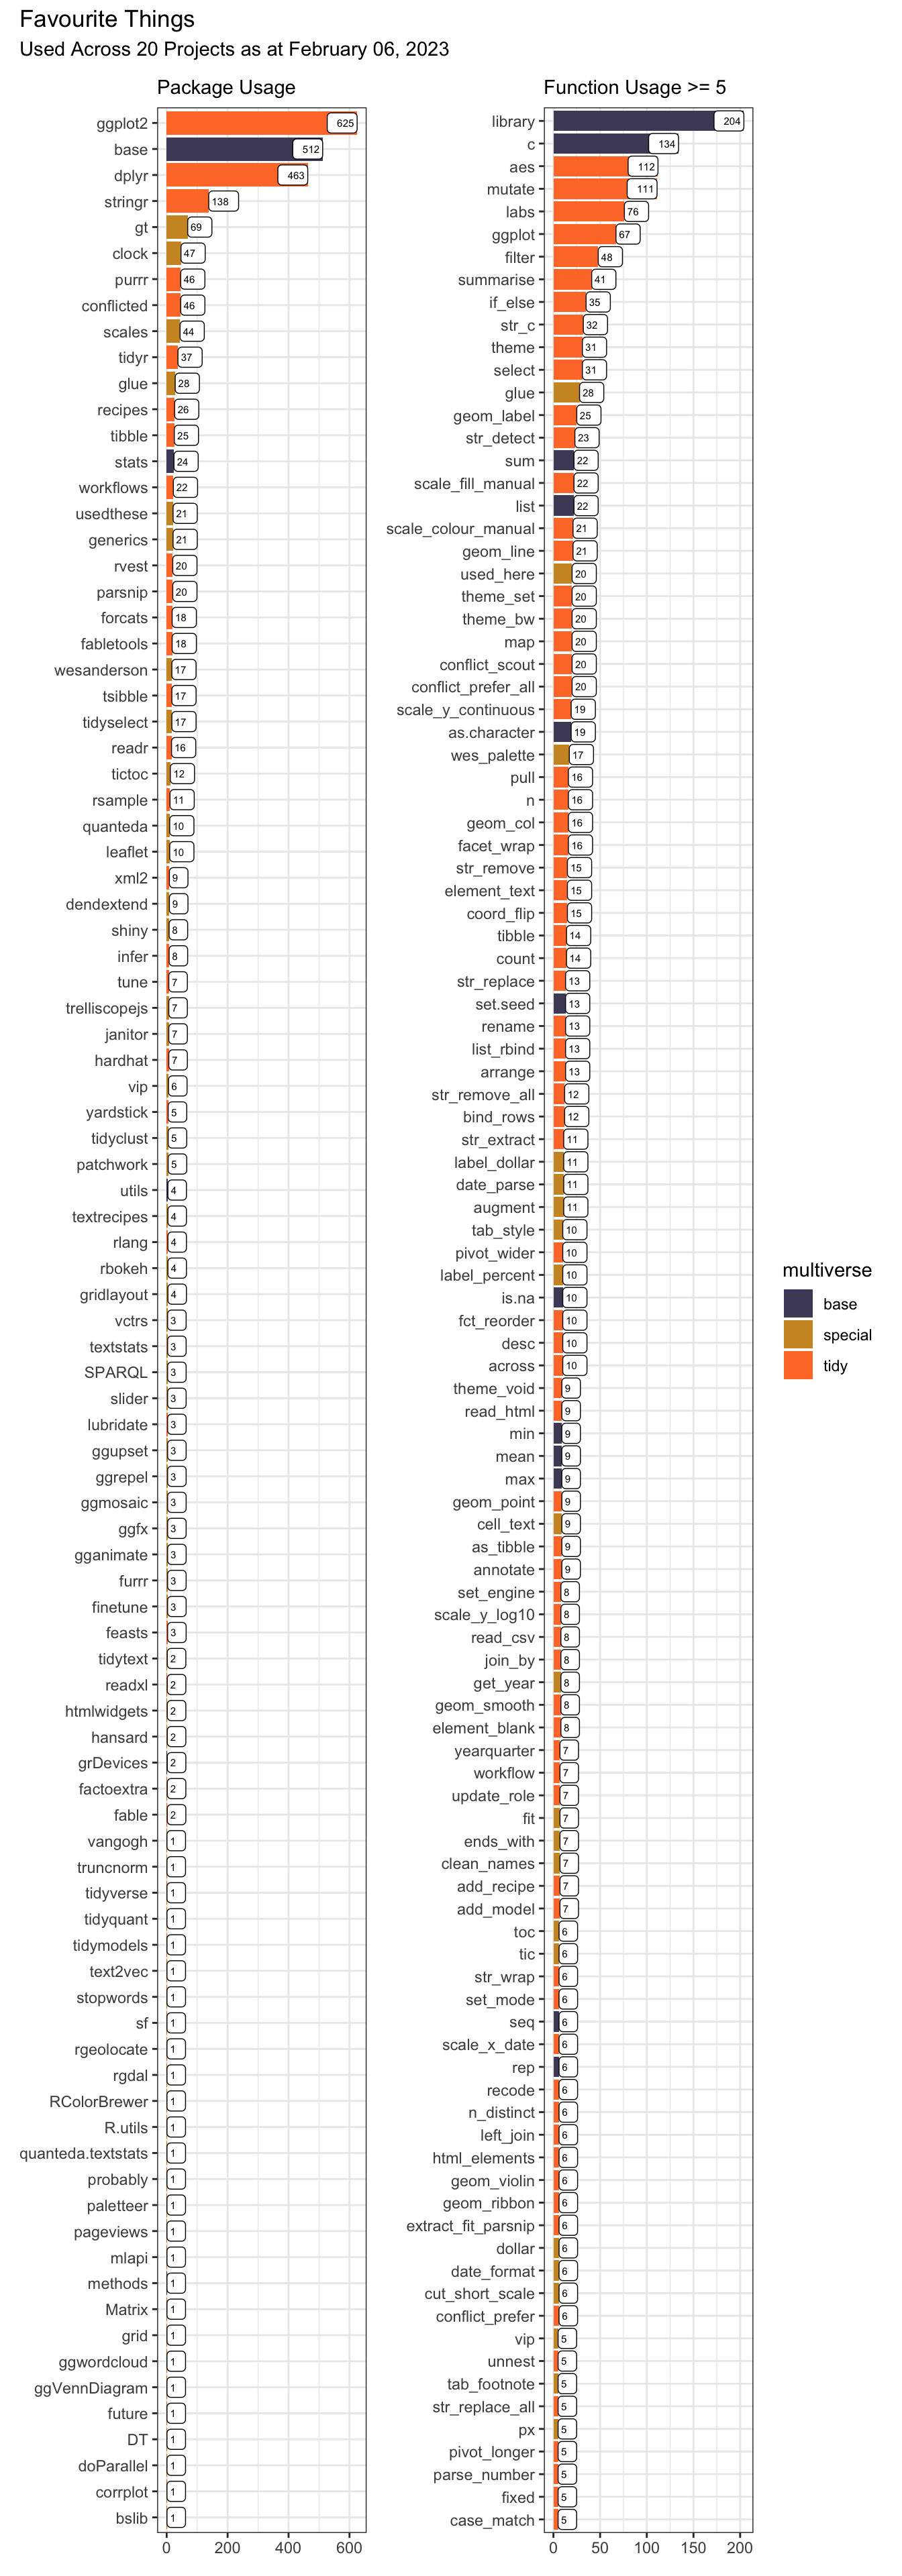 Favourite Things
Used Across 20 Projects as at February 06, 2023
Package Usage
ggplot2 625
base 512
dplyr 463
stringr 138
gt 69
clock 47
purrr 46
conflicted 46
scales 44
tidyr 37
glue 28
recipes 26
tibble 25
stats 24
workflows 22
usedthese 21
generics 21
rvest 20
parsnip 20
forcats 18
fabletools 18
wesanderson 17
tsibble 17
tidyselect 17
readr 16
tictoc 12
rsample 11
quanteda 10
leaflet 10
xml2 9
dendextend 9
shiny 8
infer 8
tune 7
trelliscopejs 7
janitor 7
hardhat 7
vip 6
yardstick 5
tidyclust 5
patchwork 5
utils 4
textrecipes 4
rlang 4
rbokeh 4
gridlayout 4
vctrs 3
textstats 3
SPARQL 3
slider 3
lubridate 3
ggupset 3
ggrepel 3
ggmosaic 3
ggfx 3
gganimate 3
furrr 3
finetune 3
feasts 3
tidytext 2
readxl 2
htmlwidgets 2
hansard 2
grDevices 2
factoextra 2
fable 2
vangogh 1
truncnorm 1
tidyverse 1
tidyquant 1
tidymodels 1
text2vec 1
stopwords 1
sf 1
rgeolocate 1
rgdal 1
RColorBrewer 1
R.utils 1
quanteda.textstats 1
probably 1
paletteer 1
pageviews 1
mlapi 1
methods 1
Matrix 1
grid 1
ggwordcloud 1
ggVennDiagram 1
future 1
DT 1
doParallel 1
corrplot 1
bslib 1
0 200 400 600
Function Usage >= 5
library 204
c 134
aes 112
mutate 111
labs 76
ggplot 67
filter 48
summarise 41
if_else 35
str_c 32
theme 31
select 31
glue 28
geom_label 25
str_detect 23
sum 22
scale_fill_manual 22
list 22
scale_colour_manual 21
geom_line 21
used_here 20
theme_set 20
theme_bw 20
map 20
conflict_scout 20
conflict_prefer_all 20
scale_y_continuous 19
as.character 19
wes_palette 17
pull 16
n 16
geom_col 16
facet_wrap 16
str_remove 15
element_text 15
coord_flip 15
tibble 14
count 14
str_replace 13
set.seed 13
rename 13
list_rbind 13
arrange 13
str_remove_all 12
bind_rows 12
str_extract 11
label_dollar 11
date_parse 11
augment 11
tab_style 10
pivot_wider 10
label_percent 10
is.na 10
fct_reorder 10
desc 10
across 10
theme_void 9
read_html 9
min 9
mean 9
max 9
geom_point 9
cell_text 9
as_tibble 9
annotate 9
set_engine 8
scale_y_log10 8
read_csv 8
join_by 8
get_year 8
geom_smooth 8
element_blank 8
yearquarter 7
workflow 7
update_role 7
fit 7
ends_with 7
clean_names 7
add_recipe 7
add_model 7
toc 6
tic 6
str_wrap 6
set_mode 6
seq 6
scale_x_date 6
rep 6
recode 6
n_distinct 6
left_join 6
html_elements 6
geom_violin 6
geom_ribbon 6
extract_fit_parsnip 6
dollar 6
date_format 6
cut_short_scale 6
conflict_prefer 6
vip 5
unnest 5
tab_footnote 5
str_replace_all 5
px 5
pivot_longer 5
parse_number 5
fixed 5
case_match 5
0 50 100 150 200
multiverse
base
special
tidy